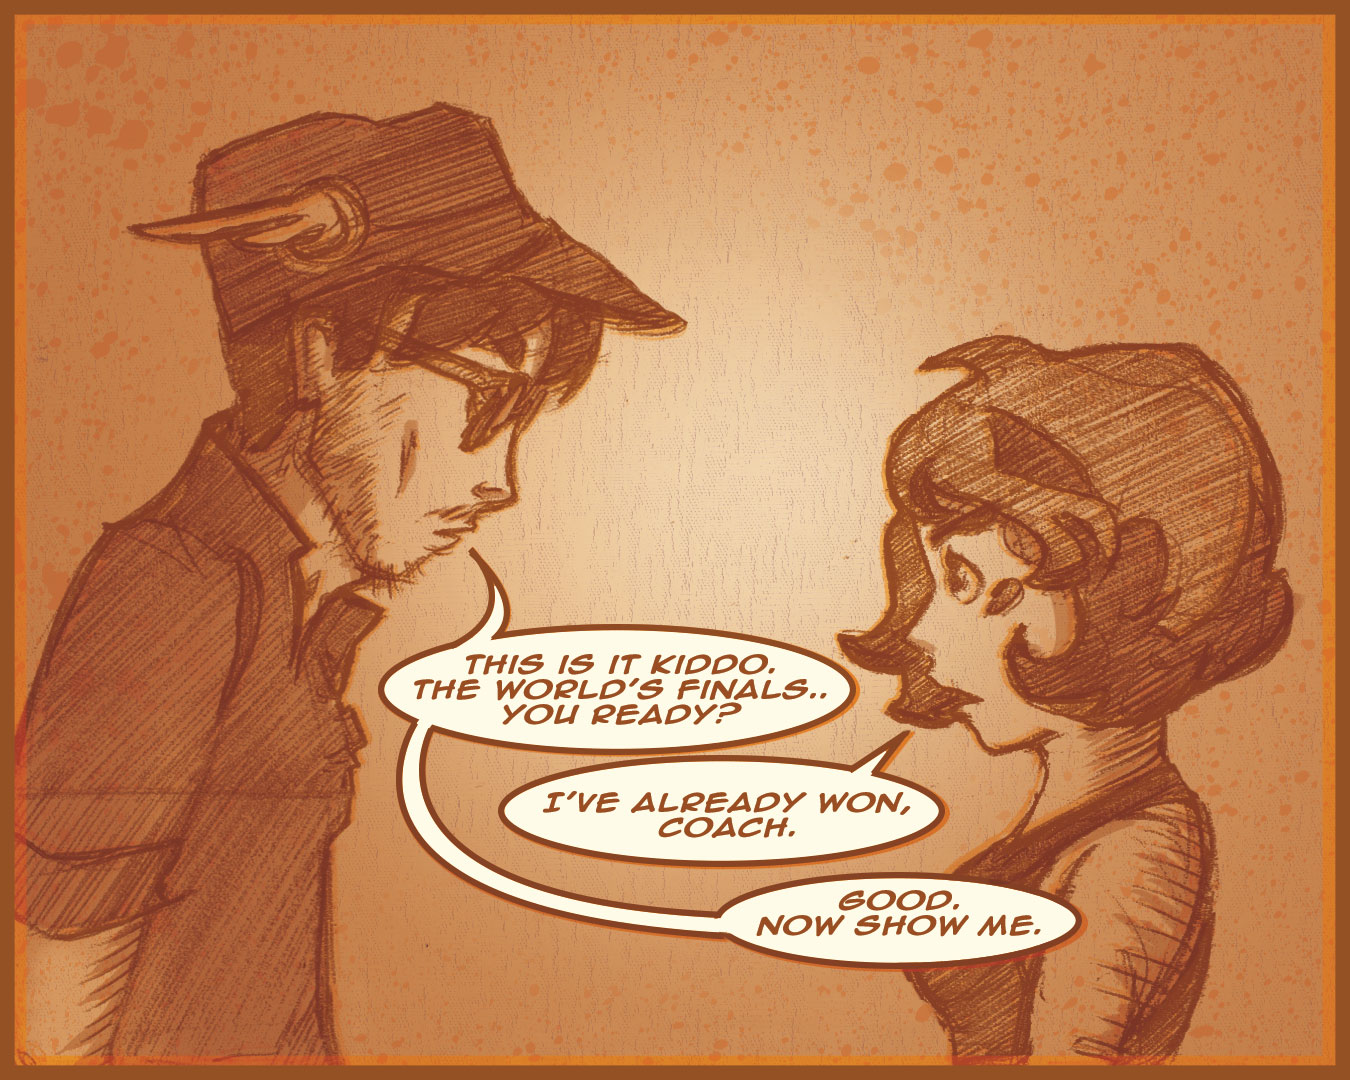 THIS IS IT KIDDO.
THE WORLD'S FINALS..
YOU READY?
I'VE ALREADY WON,
COACH.
GOOD.
NOW SHOW ME.